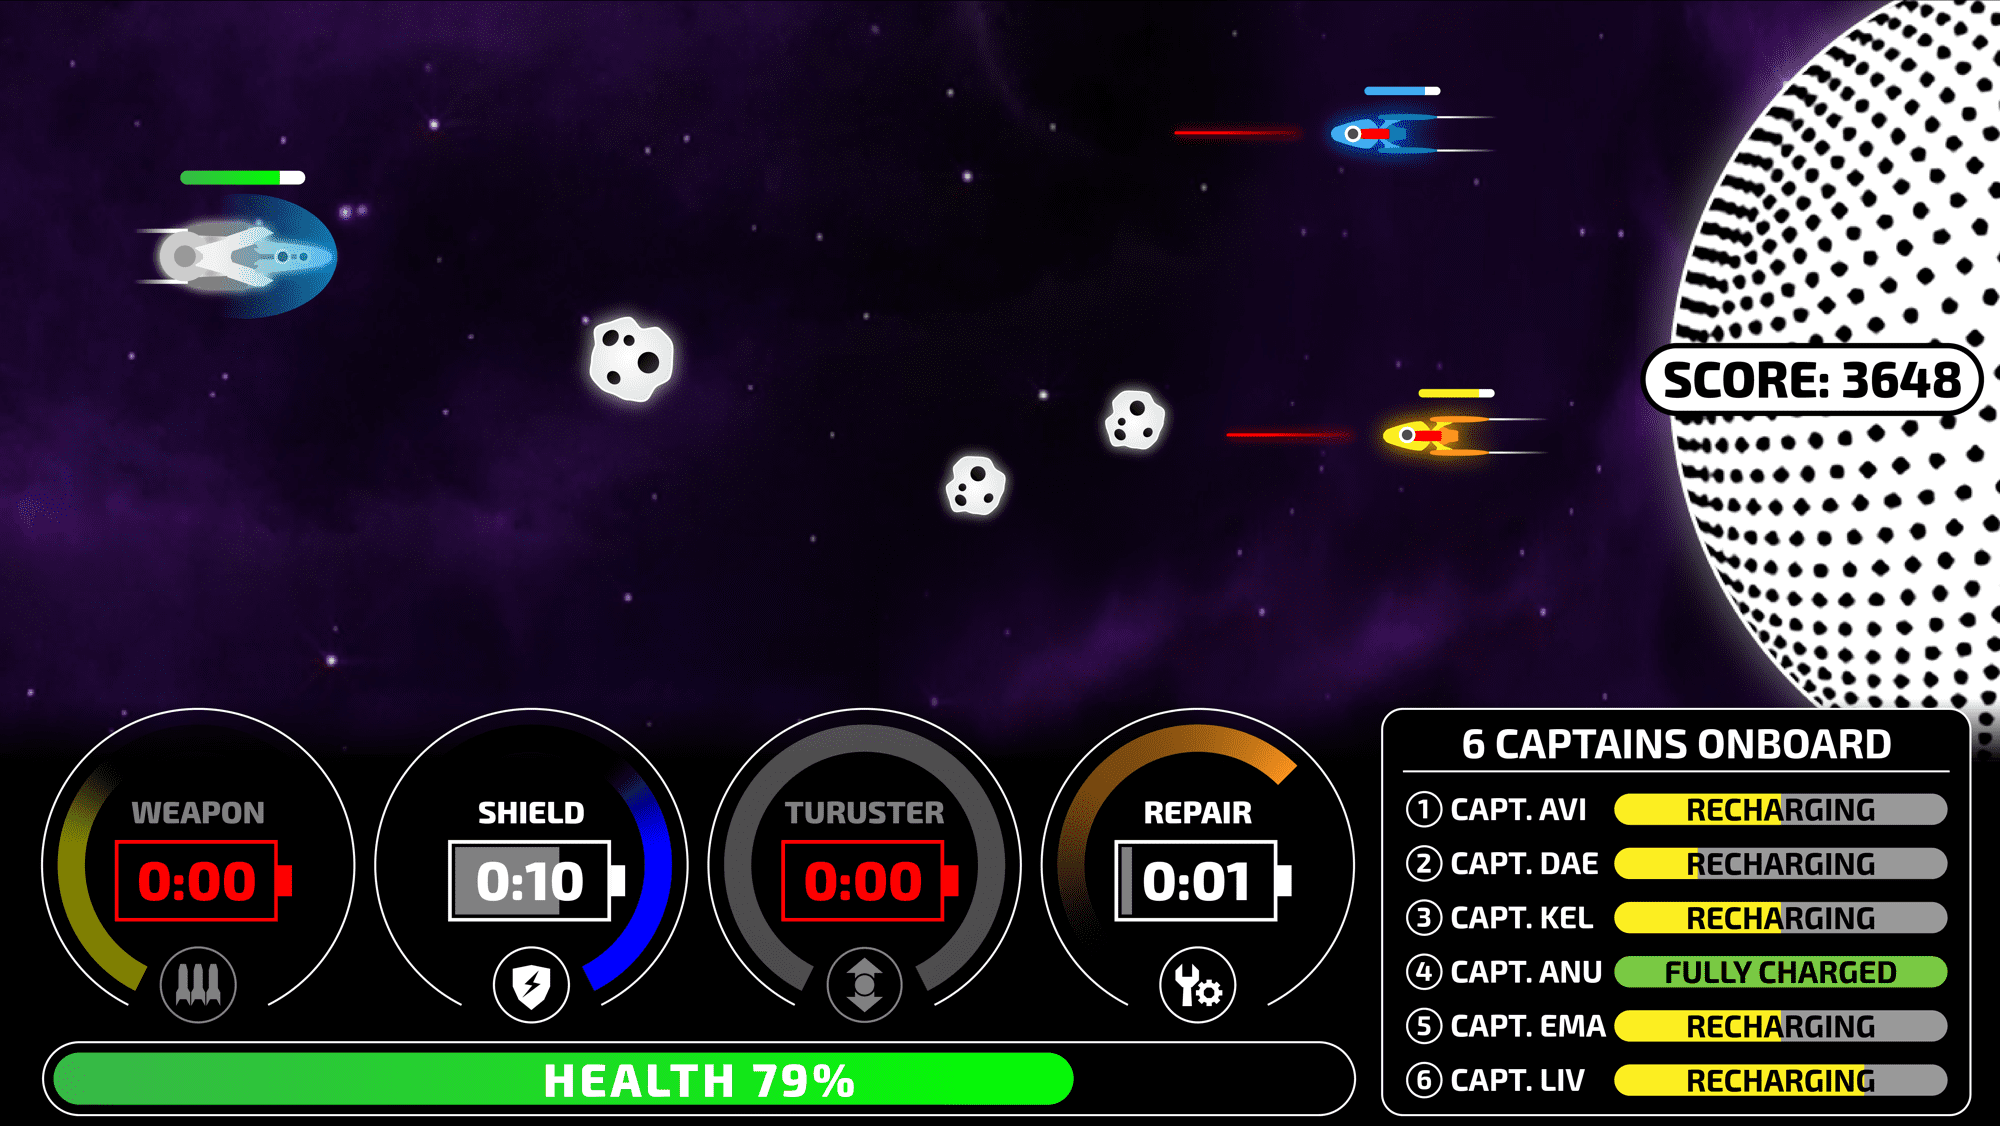 SCORE: 3648
WEAPON
0:00
SHIELD
0:10
TURUSTER
0:00
REPAIR
0:01
HEALTH 79%
6 CAPTAINS ONBOARD
1 CAPT. AVI RECHARGING
2 CAPT. DAE RECHARGING
3 CAPT. KEL RECHARGING
4 CAPT. ANU FULLY CHARGED
5 CAPT. EMA RECHARGING
6 CAPT. LIV RECHARGING